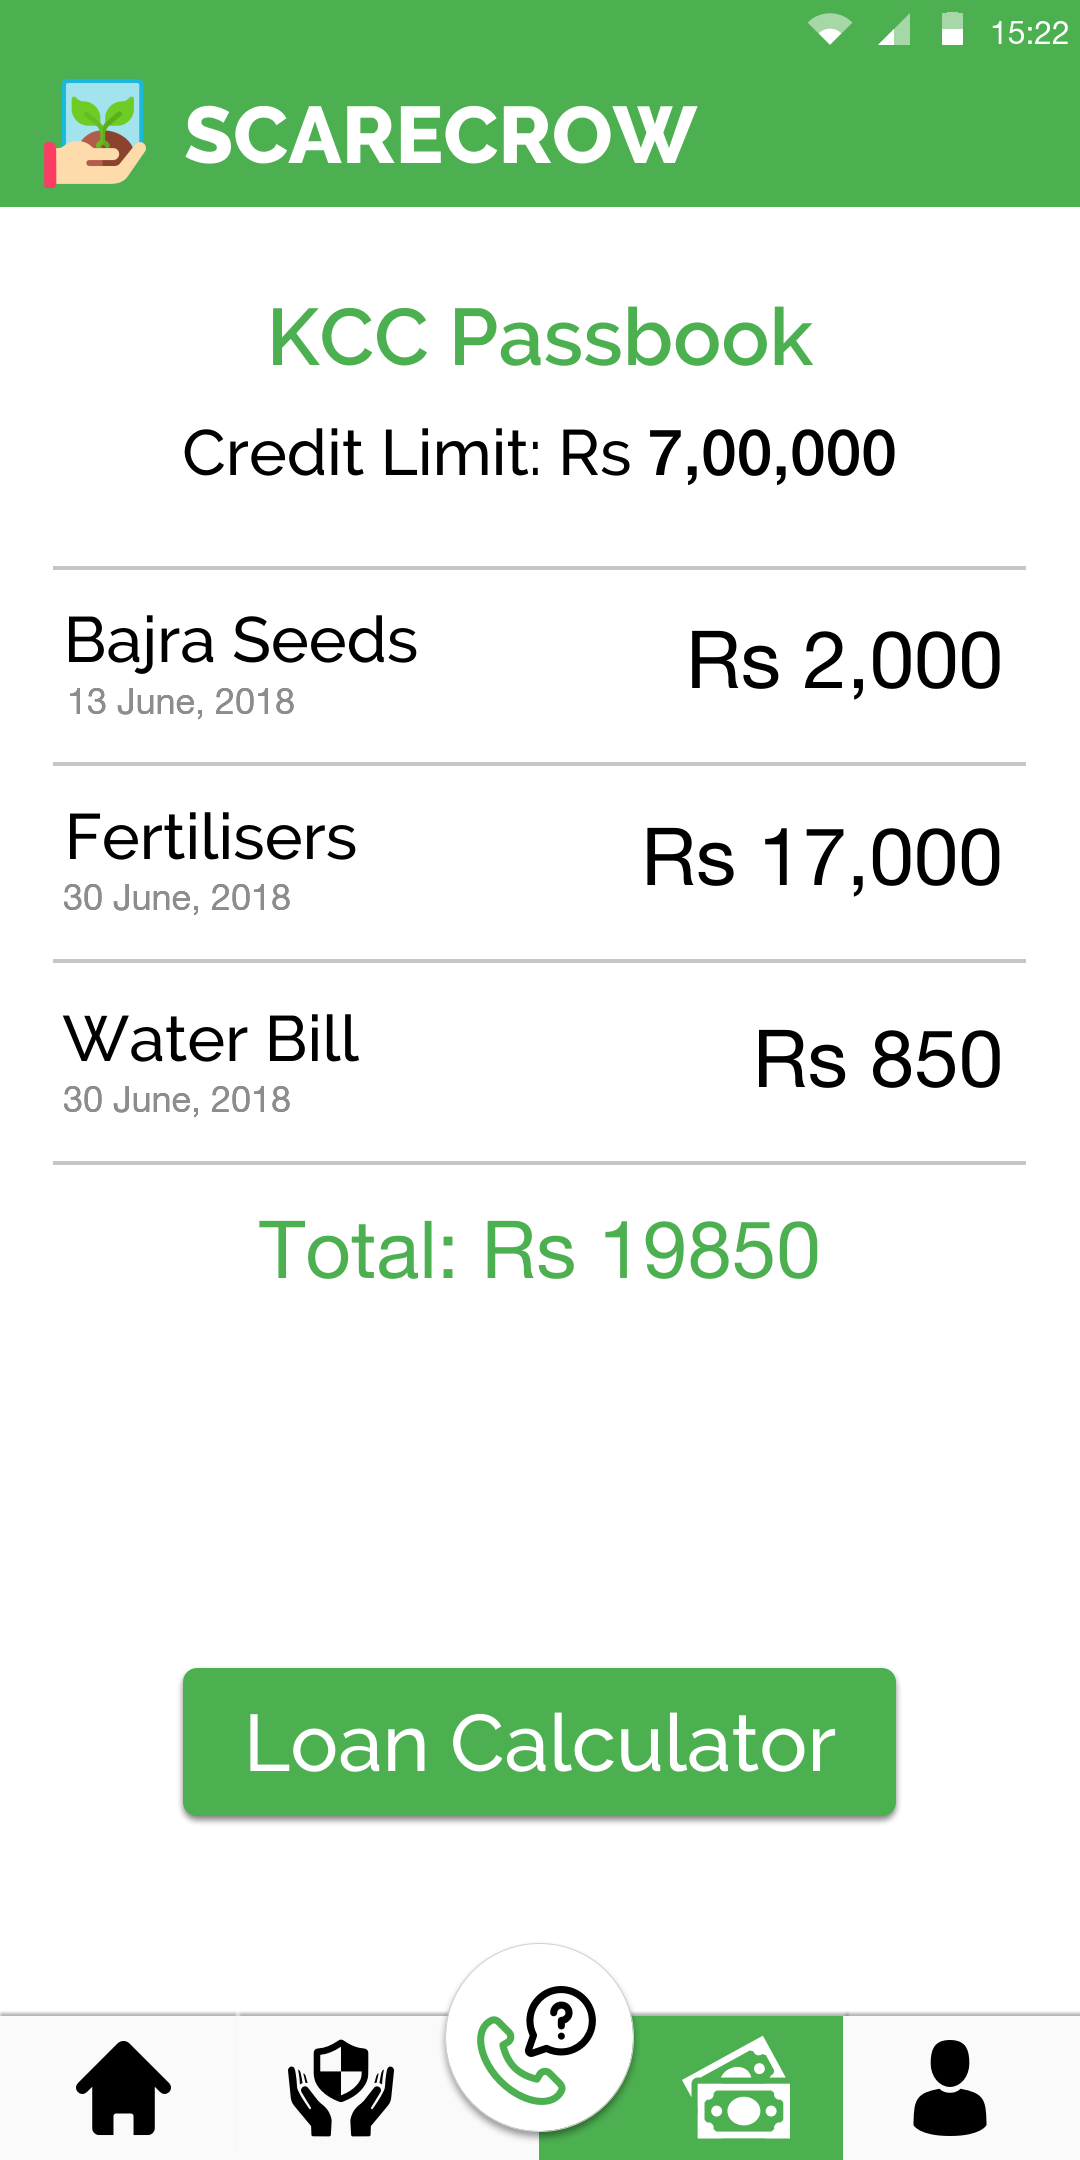 15:22
SCARECROW
KCC Passbook
Credit Limit: Rs 7,00,000
Bajra Seeds
Rs 2,000
13 June, 2018
Fertilisers
Rs 17,000
30 June, 2018
Water Bill
Rs 850
30 June, 2018
Total: Rs 19850
Loan Calculator
?